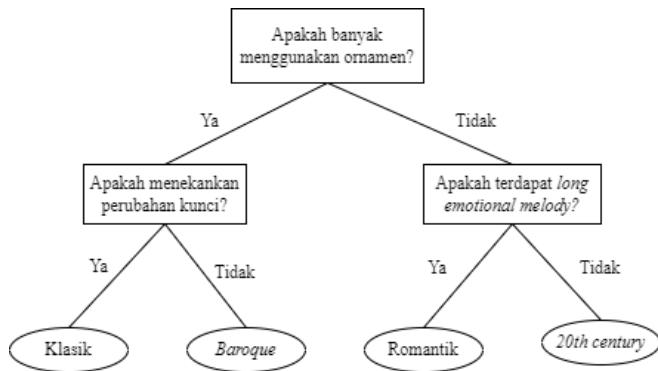 Apakah banyak
menggunakan ornamen?
Ya
Tidak
Apakah menekankan
perubahan kunci?
Apakah terdapat long
emotional melody?
Ya
Tidak
Ya
Tidak
Klasik
Baroque
Romantik
20th century